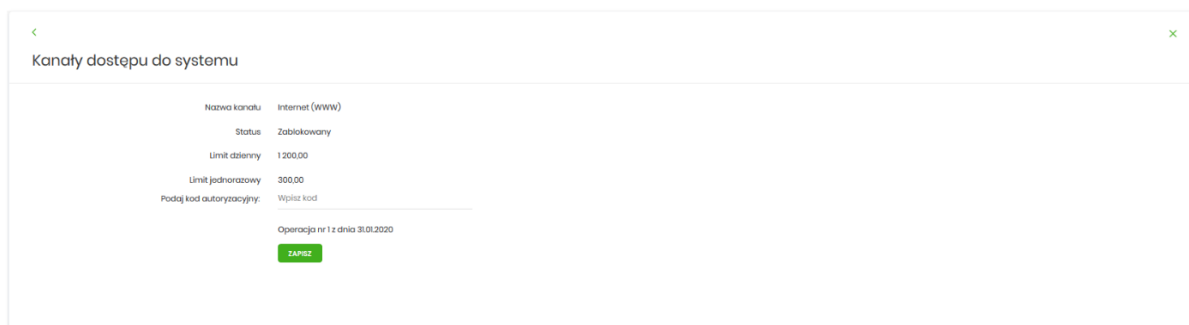 Kanały dostępu do systemu
Nazwa kanału Internet (WWW)
Status Zablokowany
Limit dzienny 1 200,00
Limit jednorazowy 300,00
Podaj kod autoryzacyjny: Wpisz kod
Operacja nr 1 z dnia 31.01.2020
ZAPISZ